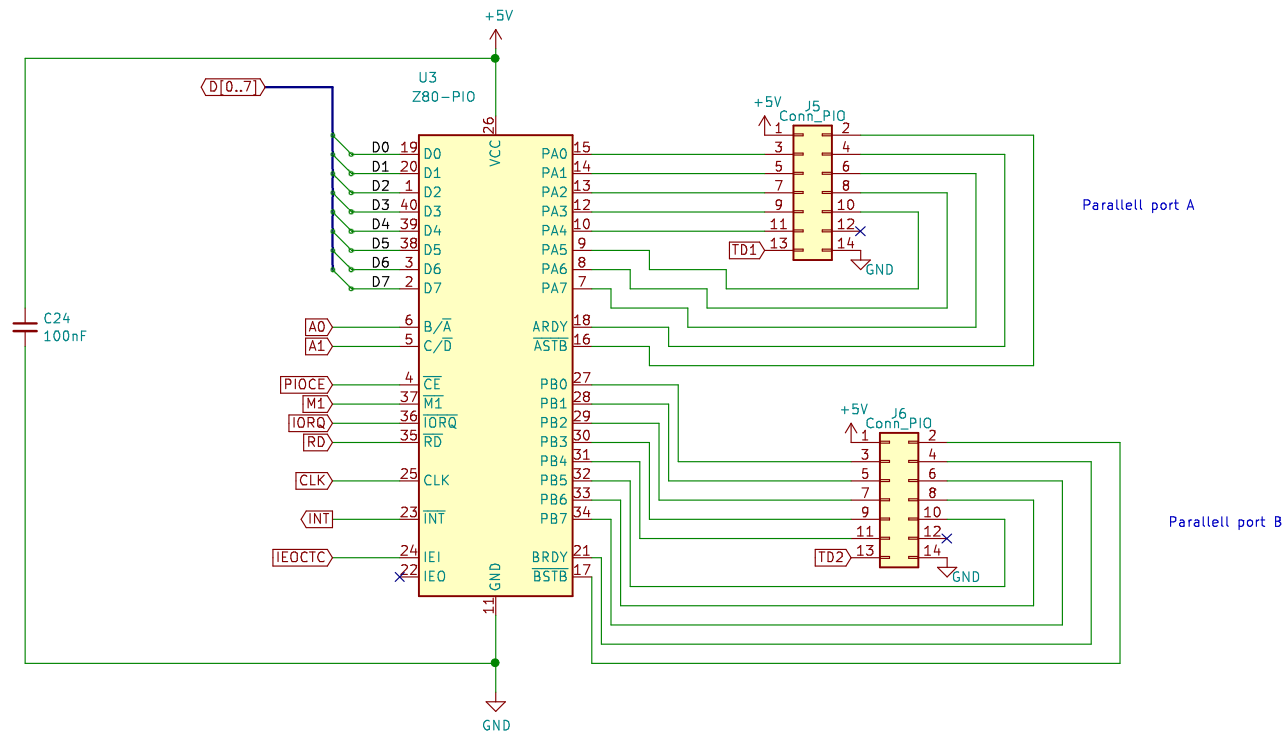 +5V
D[0..7]
U3
Z80-PIO
26
VCC
D0 19 D0
D1 20 D1
D2 1 D2
D3 40 D3
D4 39 D4
D5 38 D5
D6 3 D6
D7 2 D7
A0 6 B/A
A1 5 C/D
PIOCE 4 CE
M1 37 M1
IORQ 36 IORQ
RD 35 RD
CLK 25 CLK
INT 23 INT
IEOCTC 24 IEI
22 IEO
GND
11
GND
C24
100nF
PA0 15
PA1 14
PA2 13
PA3 12
PA4 10
PA5 9
PA6 8
PA7 7
ARDY 18
ASTB 16
PB0 27
PB1 28
PB2 29
PB3 30
PB4 31
PB5 32
PB6 33
PB7 34
BRDY 21
BSTB 17
+5V
J5
Conn_PIO
1 2
3 4
5 6
7 8
9 10
11 12
TD1 13 14
GND
Parallell port A
+5V
J6
Conn_PIO
1 2
3 4
5 6
7 8
9 10
11 12
TD2 13 14
GND
Parallell port B